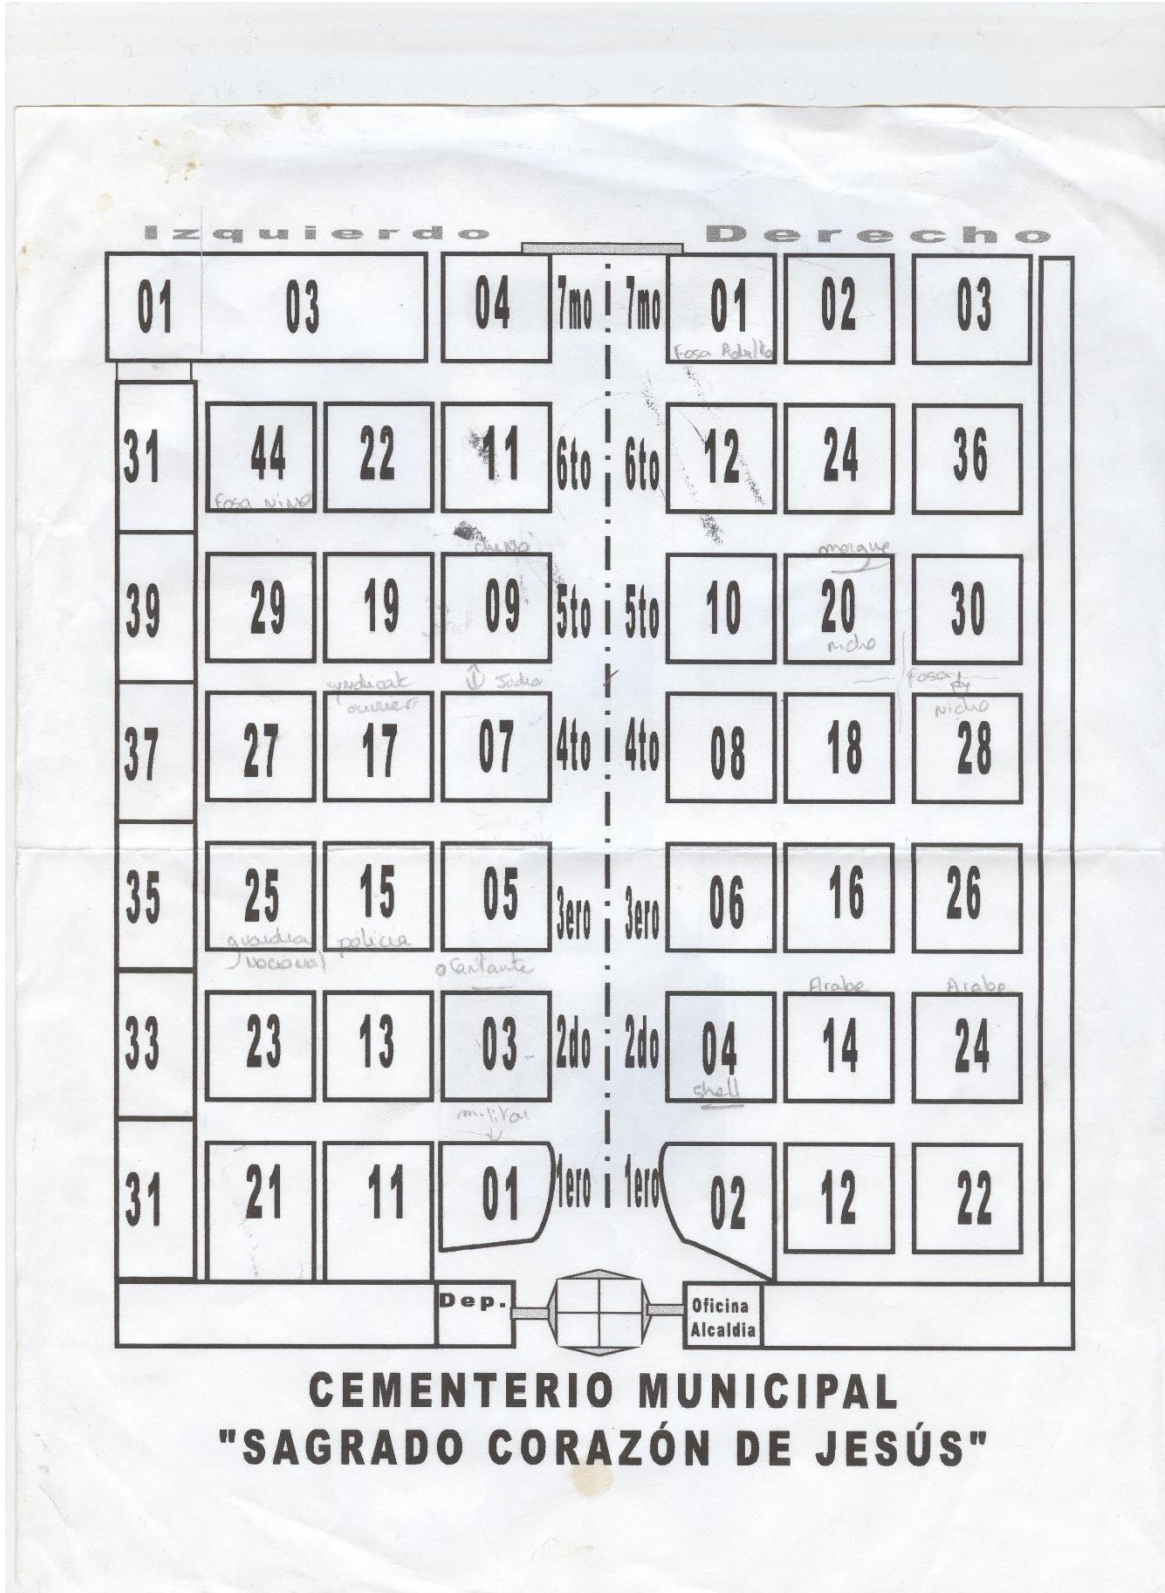 Izquierdo Derecho
01 03 04 7mo 7mo 01 02 03
Fosa Adulto
31 44 22 11 6to 6to 12 24 36
Fosa Niño
morgue
39 29 19 09 5to 5to 10 20 30
nicho
syndicat Judio Fosa
ouvrier nicho
37 27 17 07 4to 4to 08 18 28
Judio
35 25 15 05 3ero 3ero 06 16 26
guardia policia
Nacional Cantante
Arabe Arabe
33 23 13 03 2do 2do 04 14 24
shell
militar
31 21 11 01 1ero 1ero 02 12 22
Dep. Oficina
Alcaldia
CEMENTERIO MUNICIPAL
"SAGRADO CORAZÓN DE JESÚS"